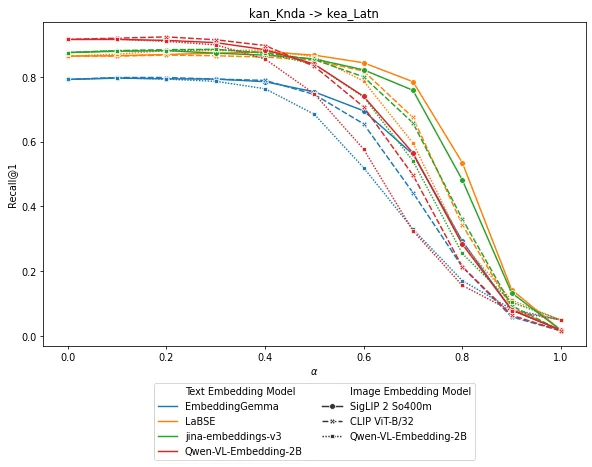 kan_Knda -> kea_Latn
Recall@1
0.8
0.6
0.4
0.2
0.0
0.0 0.2 0.4 0.6 0.8 1.0
α
Text Embedding Model Image Embedding Model
EmbeddingGemma SigLIP 2 So400m
LaBSE CLIP ViT-B/32
jina-embeddings-v3 Qwen-VL-Embedding-2B
Qwen-VL-Embedding-2B